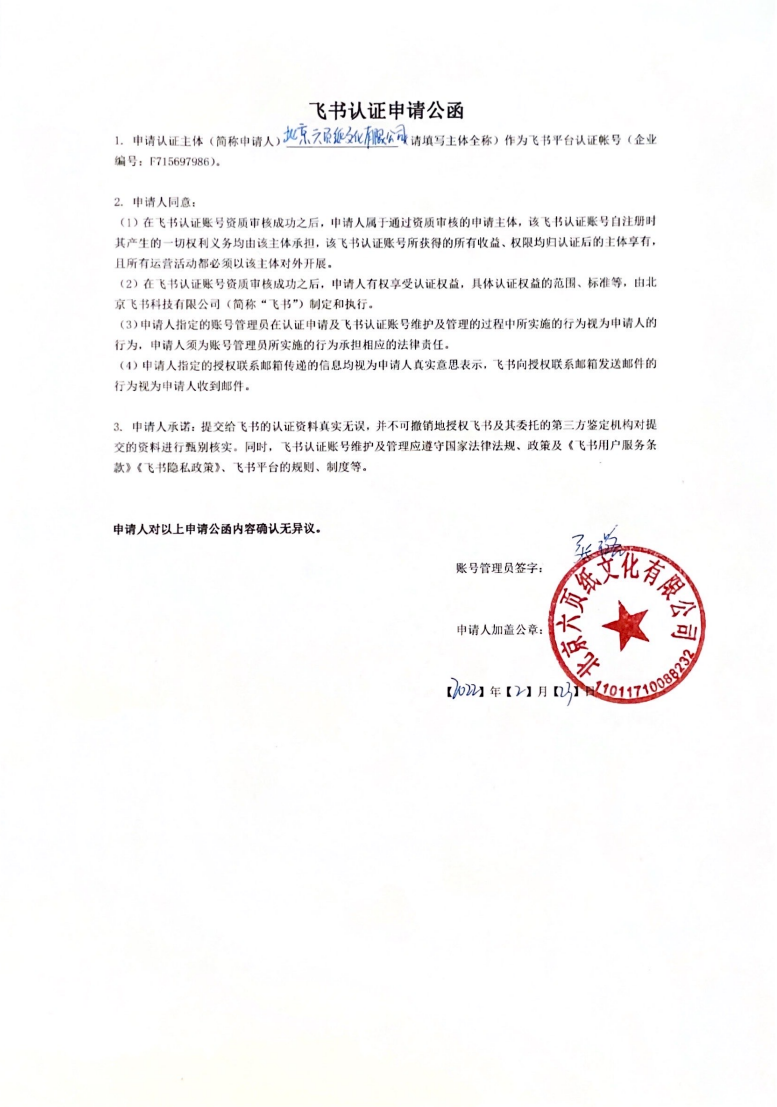 飞书认证申请公函
1. 申请认证主体（简称申请人）北京六页纸文化有限公司请填写主体全称）作为飞书平台认证帐号（企业
编号：F715697986）。
2. 申请人同意：
（1）在飞书认证账号资质审核成功之后，申请人属于通过资质审核的申请主体，该飞书认证账号自注册时
其产生的一切权利义务均由该主体承担，该飞书认证账号所获得的所有收益、权限均归认证后的主体享有，
且所有运营活动都必须以该主体对外开展。
（2）在飞书认证账号资质审核成功之后，申请人有权享受认证权益，具体认证权益的范围、标准等，由北
京飞书科技有限公司（简称“飞书”）制定和执行。
（3）申请人指定的账号管理员在认证申请及飞书认证账号维护及管理的过程中所实施的行为视为申请人的
行为，申请人须为账号管理员所实施的行为承担相应的法律责任。
（4）申请人指定的授权联系邮箱传递的信息均视为申请人真实意思表示，飞书向授权联系邮箱发送邮件的
行为视为申请人收到邮件。
3. 申请人承诺：提交给飞书的认证资料真实无误，并不可撤销地授权飞书及其委托的第三方鉴定机构对提
交的资料进行甄别核实。同时，飞书认证账号维护及管理应遵守国家法律法规、政策及《飞书用户服务条
款》《飞书隐私政策》、飞书平台的规则、制度等。
申请人对以上申请公函内容确认无异议。
账号管理员签字：
申请人加盖公章：
北京六页纸文化有限公司
11011710086232
【2022】年【2】月【23】日